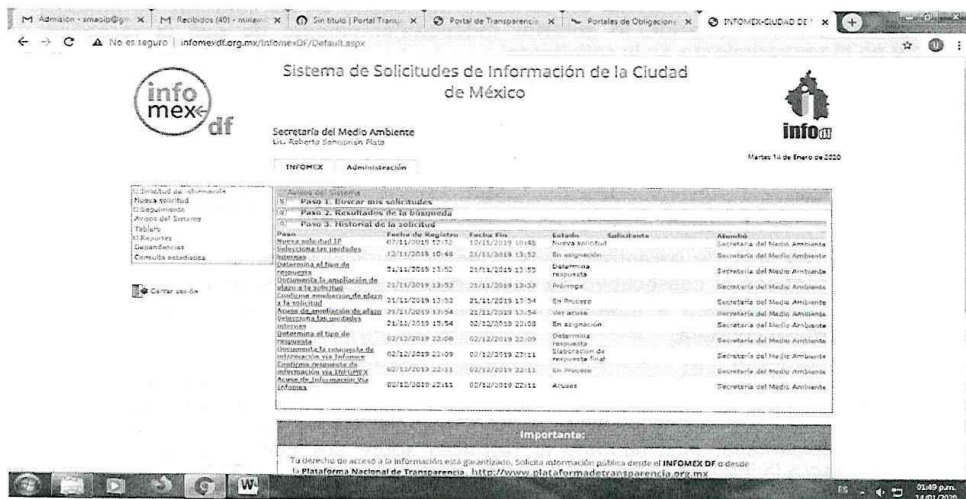 Admision - smaoip@g
Recibidos (40) - miriam
Sin título | Portal Trans
Portal de Transparencia
Portales de Obligacion
INFOMEX-CIUDAD DE
No es seguro | infomexdf.org.mx/InfomexDF/Default.aspx
info
mex
df
Sistema de Solicitudes de Información de la Ciudad
de México
info
Secretaría del Medio Ambiente
Lic. Roberto Plata
Martes 14 de Enero de 2020
INFOMEX Administración
Solicitud de información
Nueva solicitud
Seguimiento
Avisos del Sistema
Tablero
Reportes
Dependencias
Consulta estadística
Cerrar sesión
Avisos del Sistema
Paso 1. Buscar mis solicitudes
Paso 2. Resultados de la búsqueda
Paso 3. Historial de la solicitud
Paso Fecha de Registro Fecha Fin Estado Solicitante Atendió
Nueva solicitud IP 07/11/2019 12:12 12/11/2019 10:48 Nueva solicitud Secretaría del Medio Ambiente
Selecciona las unidades internas 12/11/2019 10:48 21/11/2019 13:52 En asignación Secretaría del Medio Ambiente
Determina el tipo de respuesta 21/11/2019 13:52 21/11/2019 13:53 Determina respuesta Secretaría del Medio Ambiente
Documenta la ampliación de plazo a la solicitud 21/11/2019 13:53 21/11/2019 13:53 Prórroga Secretaría del Medio Ambiente
Confirma ampliacion de plazo a la solicitud 21/11/2019 13:53 21/11/2019 13:54 En Proceso Secretaría del Medio Ambiente
Acuse de ampliación de plazo 21/11/2019 13:54 21/11/2019 13:54 Ver acuse Secretaría del Medio Ambiente
Selecciona las unidades internas 21/11/2019 13:54 02/12/2019 22:08 En asignación Secretaría del Medio Ambiente
Determina el tipo de respuesta 02/12/2019 22:08 02/12/2019 22:09 Determina respuesta Secretaría del Medio Ambiente
Documenta la respuesta de información vía Infomex 02/12/2019 22:09 02/12/2019 22:11 Elaboración de respuesta final Secretaría del Medio Ambiente
Confirma respuesta de información vía INFOMEX 02/12/2019 22:11 02/12/2019 22:11 En Proceso Secretaría del Medio Ambiente
Acuse de Información Vía Infomex 02/12/2019 22:11 02/12/2019 22:11 Acuses Secretaría del Medio Ambiente
Importante:
Tu derecho de acceso a la información está garantizado. Solicita información pública desde el INFOMEX DF o desde
la Plataforma Nacional de Transparencia http://www.plataformadetransparencia.org.mx
ES
01:49 p.m.
14/01/2020